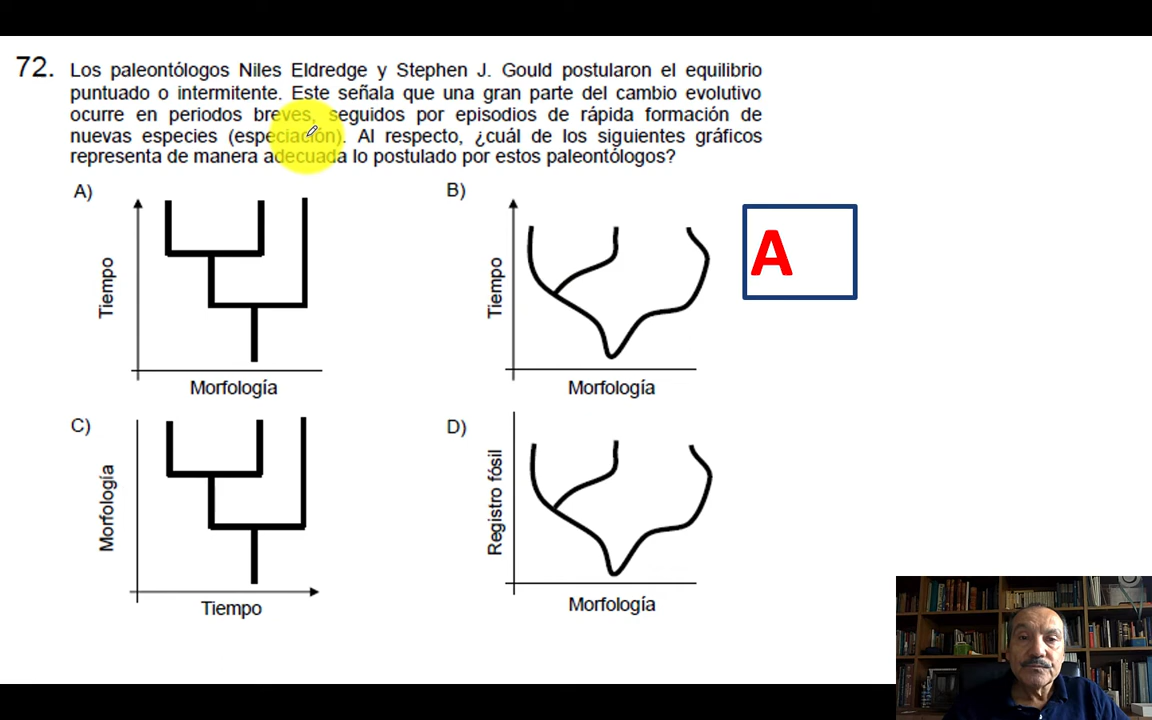 72. Los paleontólogos Niles Eldredge y Stephen J. Gould postularon el equilibrio
puntuado o intermitente. Este señala que una gran parte del cambio evolutivo
ocurre en periodos breves, seguidos por episodios de rápida formación de
nuevas especies (especiación). Al respecto, ¿cuál de los siguientes gráficos
representa de manera adecuada lo postulado por estos paleontólogos?
A)
Tiempo
Morfología
B)
Tiempo
Morfología
A
C)
Morfología
Tiempo
D)
Registro fósil
Morfología